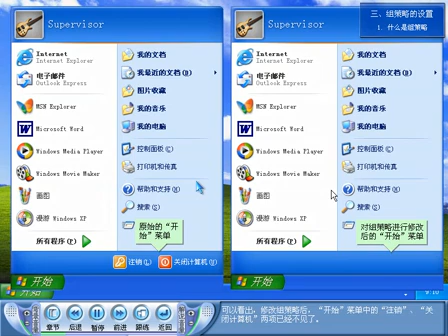 Supervisor
Internet
Internet Explorer
电子邮件
Outlook Express
MSN Explorer
Microsoft Word
Windows Media Player
Windows Movie Maker
画图
漫游 Windows XP
所有程序(P)
我的文档
我最近的文档(D)
图片收藏
我的音乐
我的电脑
控制面板(C)
打印机和传真
帮助和支持(H)
搜索(S)
原始的“开
始”菜单
注销(L)
关闭计算机(U)
开始
Supervisor
三、组策略的设置
1. 什么是组策略
Internet
Internet Explorer
电子邮件
Outlook Express
MSN Explorer
Microsoft Word
Windows Media Player
Windows Movie Maker
画图
漫游 Windows XP
所有程序(P)
我的文档
我最近的文档(D)
图片收藏
我的音乐
我的电脑
控制面板(C)
打印机和传真
帮助和支持(H)
搜索(S)
对组策略进行修改
后的“开始”菜单
开始
开始
9:10
章节
后退
暂停
前进
跟练
返回
可以看出，修改组策略后，“开始”菜单中的“注销”、“关
闭计算机”两项已经不见了。